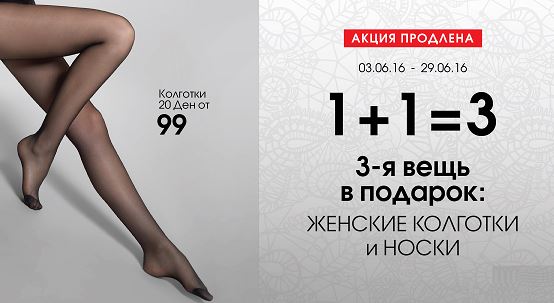 Колготки
20 Ден от
99
АКЦИЯ ПРОДЛЕНА
03.06.16 - 29.06.16
1+1=3
3-я вещь
в подарок:
ЖЕНСКИЕ КОЛГОТКИ
и НОСКИ